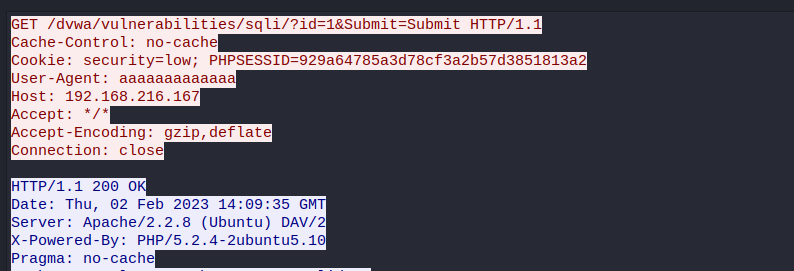 GET /dvwa/vulnerabilities/sqli/?id=1&Submit=Submit HTTP/1.1
Cache-Control: no-cache
Cookie: security=low; PHPSESSID=929a64785a3d78cf3a2b57d3851813a2
User-Agent: aaaaaaaaaaaaa
Host: 192.168.216.167
Accept: */*
Accept-Encoding: gzip,deflate
Connection: close
HTTP/1.1 200 OK
Date: Thu, 02 Feb 2023 14:09:35 GMT
Server: Apache/2.2.8 (Ubuntu) DAV/2
X-Powered-By: PHP/5.2.4-2ubuntu5.10
Pragma: no-cache